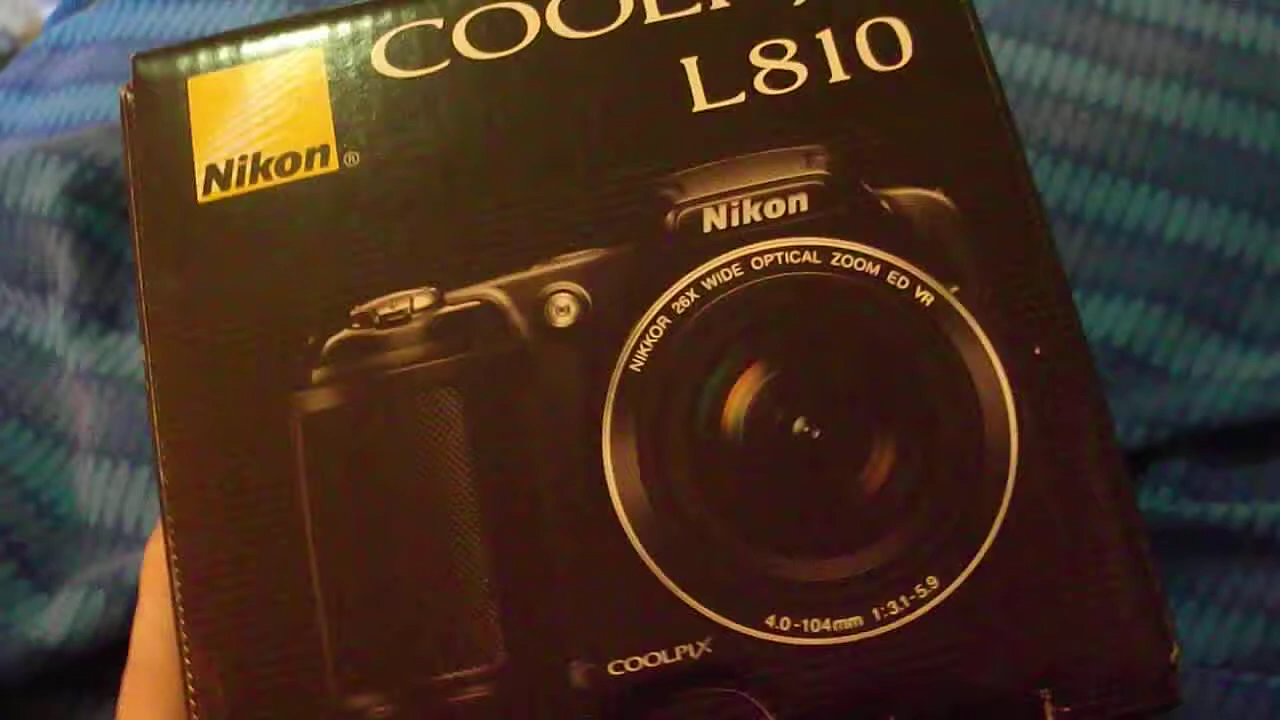 COOLPIX
L810
Nikon®
Nikon
NIKKOR 26X WIDE OPTICAL ZOOM ED VR
4.0-104mm 1:3.1-5.9
COOLPIX